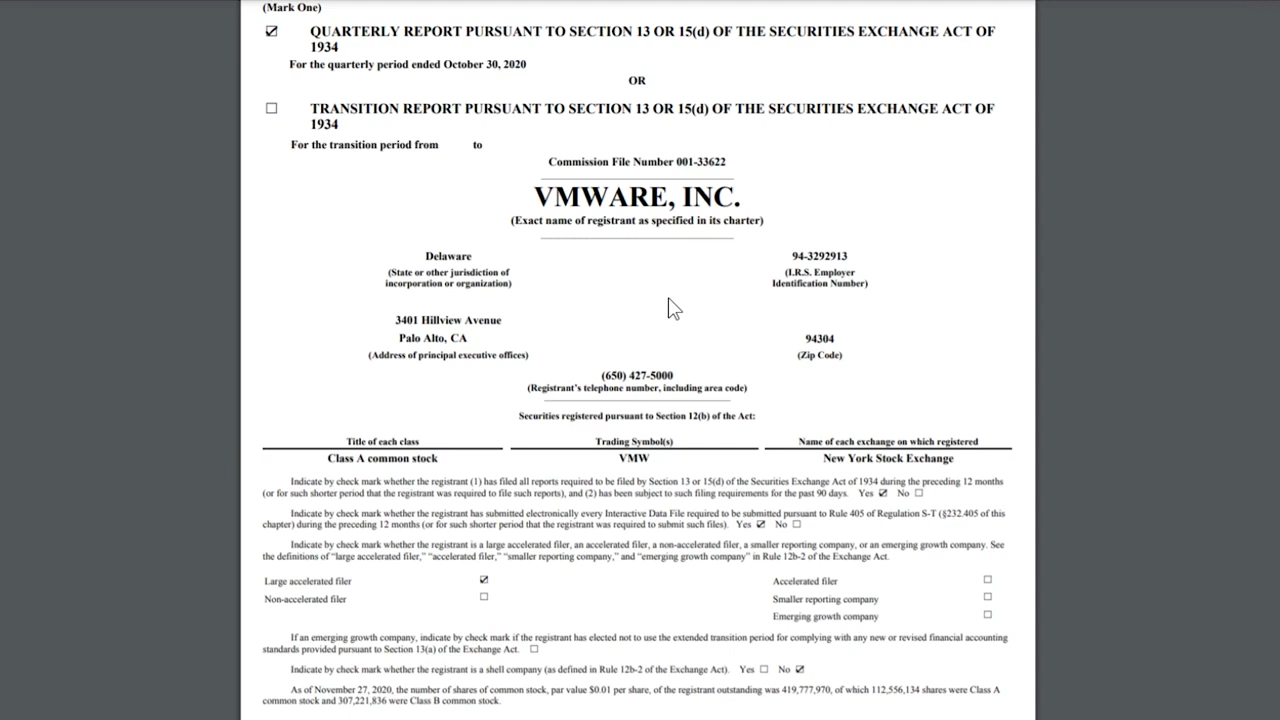 (Mark One)
☑ QUARTERLY REPORT PURSUANT TO SECTION 13 OR 15(d) OF THE SECURITIES EXCHANGE ACT OF
1934
For the quarterly period ended October 30, 2020
OR
☐ TRANSITION REPORT PURSUANT TO SECTION 13 OR 15(d) OF THE SECURITIES EXCHANGE ACT OF
1934
For the transition period from to
Commission File Number 001-33622
VMWARE, INC.
(Exact name of registrant as specified in its charter)
Delaware 94-3292913
(State or other jurisdiction of (I.R.S. Employer
incorporation or organization) Identification Number)
3401 Hillview Avenue
Palo Alto, CA 94304
(Address of principal executive offices) (Zip Code)
(650) 427-5000
(Registrant's telephone number, including area code)
Securities registered pursuant to Section 12(b) of the Act:
Title of each class Trading Symbol(s) Name of each exchange on which registered
Class A common stock VMW New York Stock Exchange
Indicate by check mark whether the registrant (1) has filed all reports required to be filed by Section 13 or 15(d) of the Securities Exchange Act of 1934 during the preceding 12 months
(or for such shorter period that the registrant was required to file such reports), and (2) has been subject to such filing requirements for the past 90 days. Yes ☑ No ☐
Indicate by check mark whether the registrant has submitted electronically every Interactive Data File required to be submitted pursuant to Rule 405 of Regulation S-T (§232.405 of this
chapter) during the preceding 12 months (or for such shorter period that the registrant was required to submit such files). Yes ☑ No ☐
Indicate by check mark whether the registrant is a large accelerated filer, an accelerated filer, a non-accelerated filer, a smaller reporting company, or an emerging growth company. See
the definitions of "large accelerated filer," "accelerated filer," "smaller reporting company," and "emerging growth company" in Rule 12b-2 of the Exchange Act.
Large accelerated filer ☑ Accelerated filer ☐
Non-accelerated filer ☐ Smaller reporting company ☐
Emerging growth company ☐
If an emerging growth company, indicate by check mark if the registrant has elected not to use the extended transition period for complying with any new or revised financial accounting
standards provided pursuant to Section 13(a) of the Exchange Act. ☐
Indicate by check mark whether the registrant is a shell company (as defined in Rule 12b-2 of the Exchange Act). Yes ☐ No ☑
As of November 27, 2020, the number of shares of common stock, par value $0.01 per share, of the registrant outstanding was 419,777,970, of which 112,556,134 shares were Class A
common stock and 307,221,836 were Class B common stock.